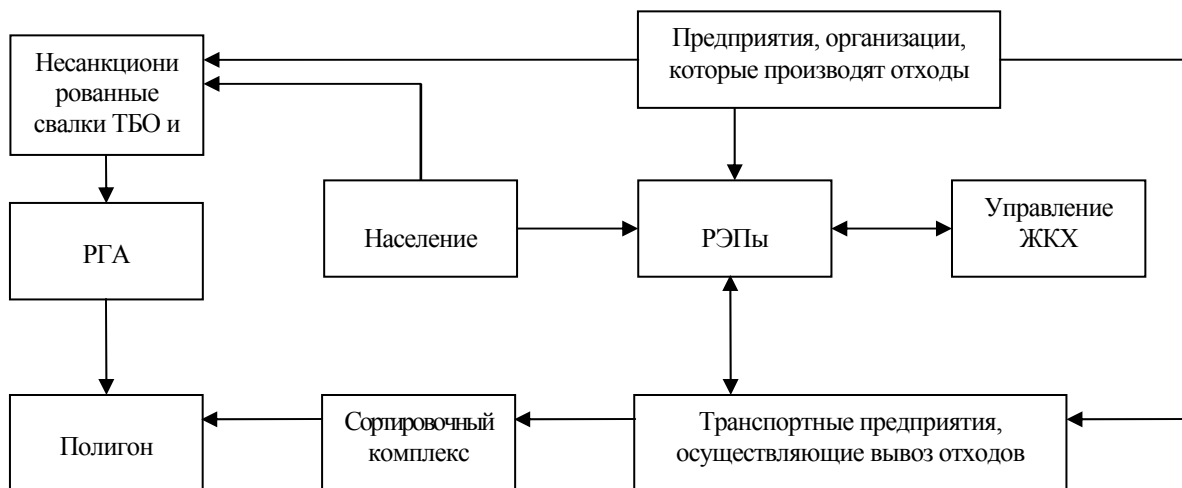 Предприятия, организации,
которые производят отходы
Несанкциони
рованные
свалки ТБО и
РГА
Население
РЭПы
Управление
ЖКХ
Полигон
Сортировочный
комплекс
Транспортные предприятия,
осуществляющие вывоз отходов